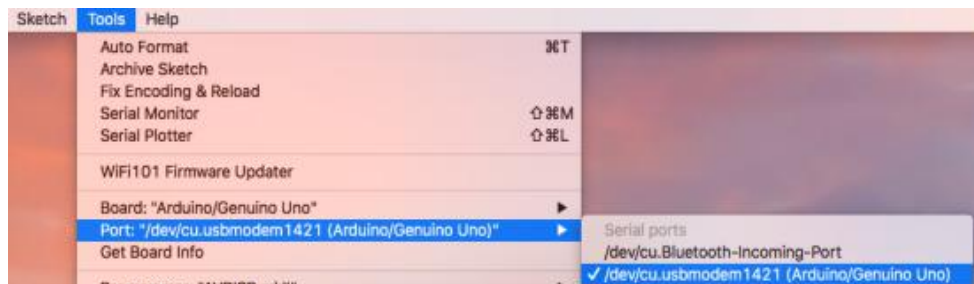 Sketch Tools Help
Auto Format ⌘T
Archive Sketch
Fix Encoding & Reload
Serial Monitor ⇧⌘M
Serial Plotter ⇧⌘L
WiFi101 Firmware Updater
Board: "Arduino/Genuino Uno" ▶
Port: "/dev/cu.usbmodem1421 (Arduino/Genuino Uno)" ▶
Get Board Info
Serial ports
/dev/cu.Bluetooth-Incoming-Port
✓ /dev/cu.usbmodem1421 (Arduino/Genuino Uno)